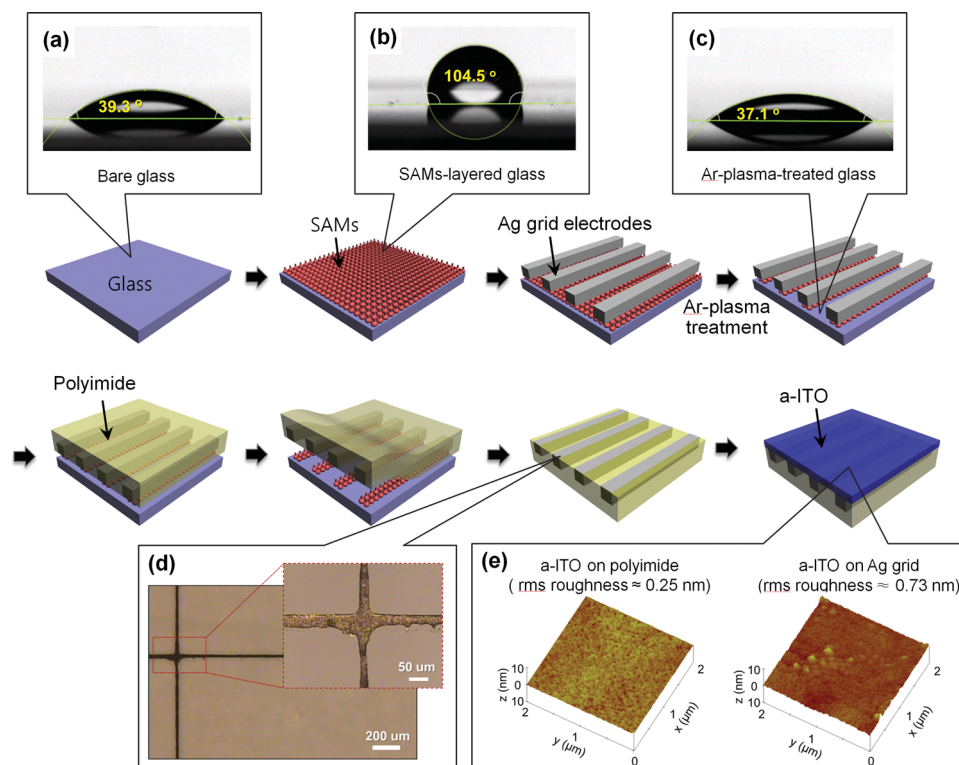 (a)
39.3 °
Bare glass
(b)
104.5 °
SAMs-layered glass
(c)
37.1 °
Ar-plasma-treated glass
Glass
SAMs
Ag grid electrodes
Ar-plasma
treatment
Polyimide
a-ITO
(d)
50 um
200 um
(e)
a-ITO on polyimide
( rms roughness ≈ 0.25 nm)
10
0
10
z (nm)
2
1
0
y (µm)
x (µm)
1
2
a-ITO on Ag grid
(rms roughness ≈ 0.73 nm)
10
0
10
z (nm)
2
1
0
y (µm)
x (µm)
1
2